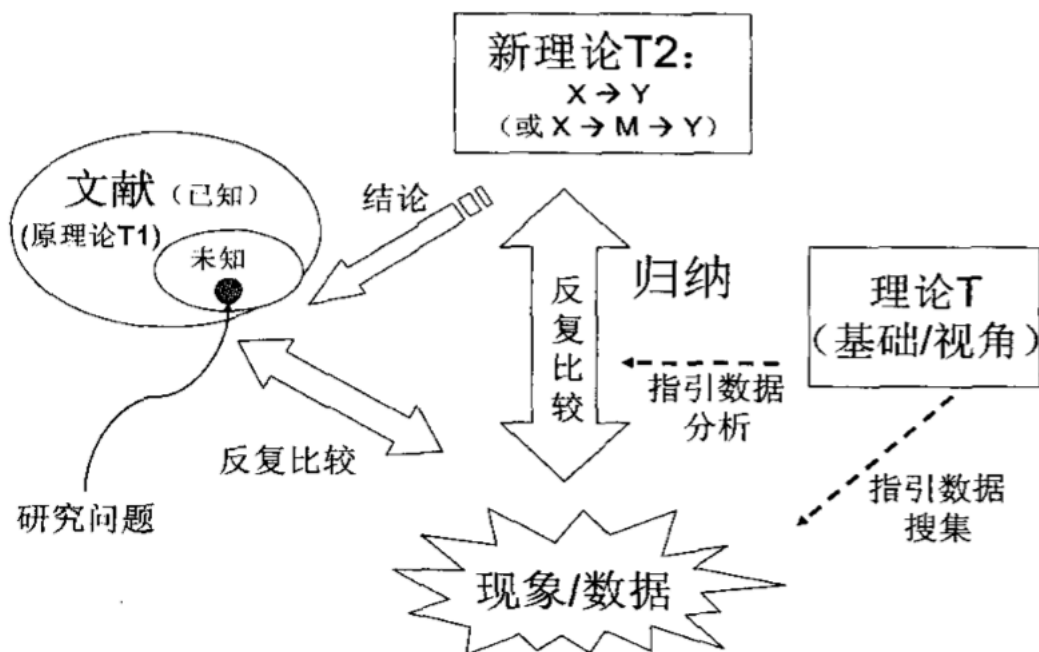 新理论T2：
X → Y
（或 X → M → Y）
文献（已知）
(原理论T1)
未知
结论
反复比较
归纳
理论T
（基础/视角）
指引数据
分析
反复比较
研究问题
指引数据
搜集
现象/数据